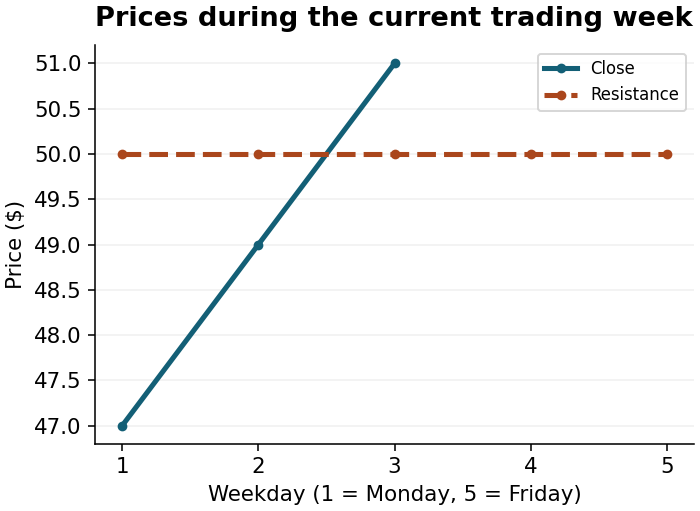 Prices during the current trading week
Close
Resistance
Price ($)
51.0
50.5
50.0
49.5
49.0
48.5
48.0
47.5
47.0
1 2 3 4 5
Weekday (1 = Monday, 5 = Friday)